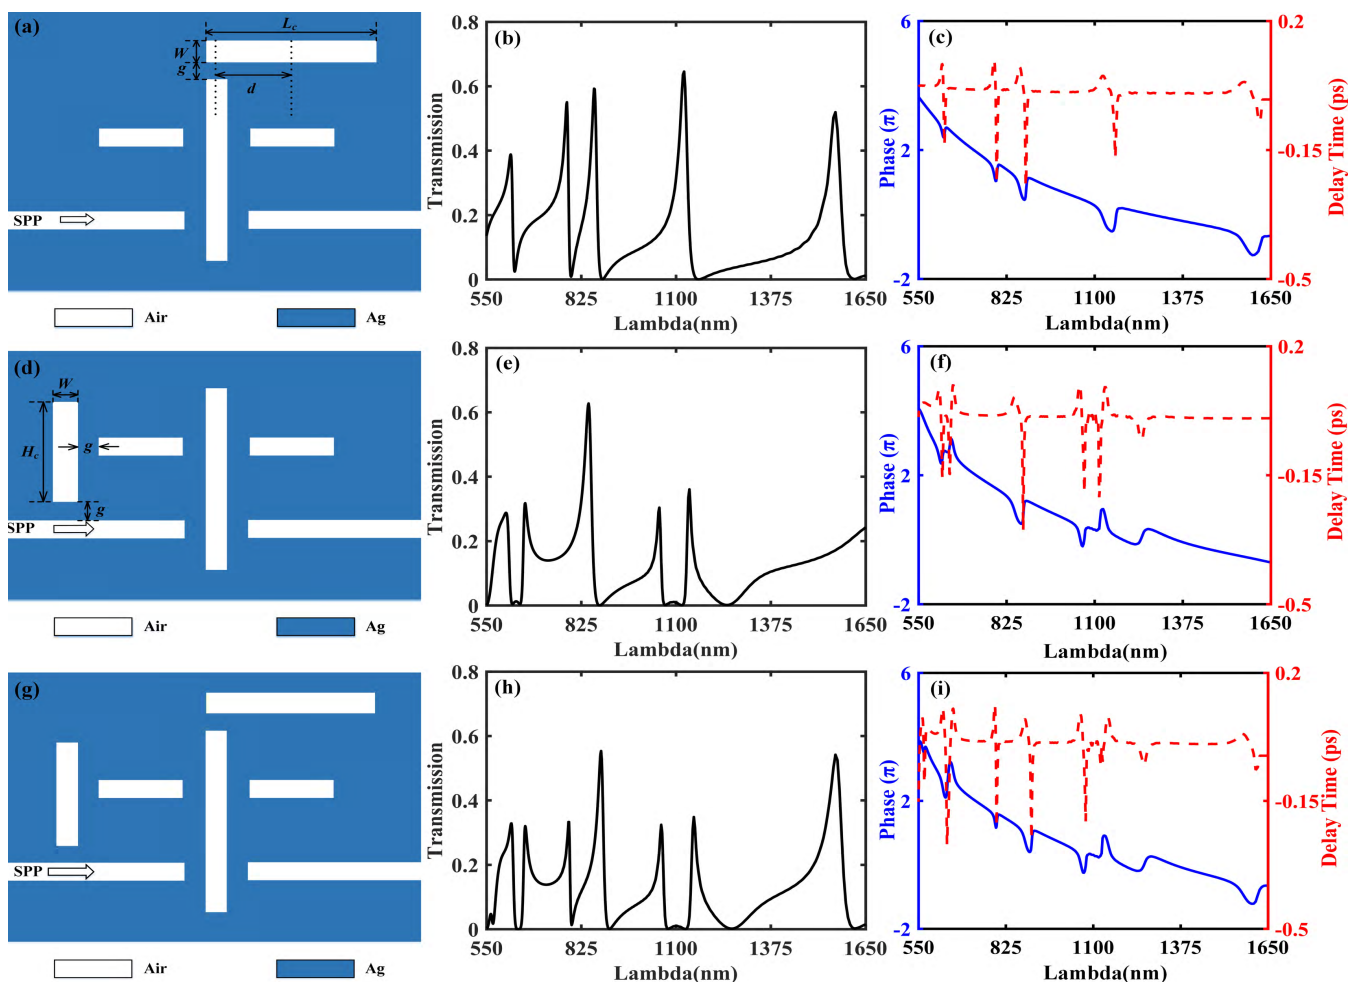 (a)
L_c
W
g
d
SPP
Air
Ag
(b)
Transmission
0.8
0.6
0.4
0.2
0
550
825
1100
1375
1650
Lambda(nm)
(c)
Phase (π)
6
2
-2
550
825
1100
1375
1650
Lambda(nm)
0.2
-0.15
-0.5
Delay Time (ps)
(d)
W
H_c
g
g
SPP
Air
Ag
(e)
Transmission
0.8
0.6
0.4
0.2
0
550
825
1100
1375
1650
Lambda(nm)
(f)
Phase (π)
6
2
-2
550
825
1100
1375
1650
Lambda(nm)
0.2
-0.15
-0.5
Delay Time (ps)
(g)
SPP
Air
Ag
(h)
Transmission
0.8
0.6
0.4
0.2
0
550
825
1100
1375
1650
Lambda(nm)
(i)
Phase (π)
6
2
-2
550
825
1100
1375
1650
Lambda(nm)
0.2
-0.15
-0.5
Delay Time (ps)